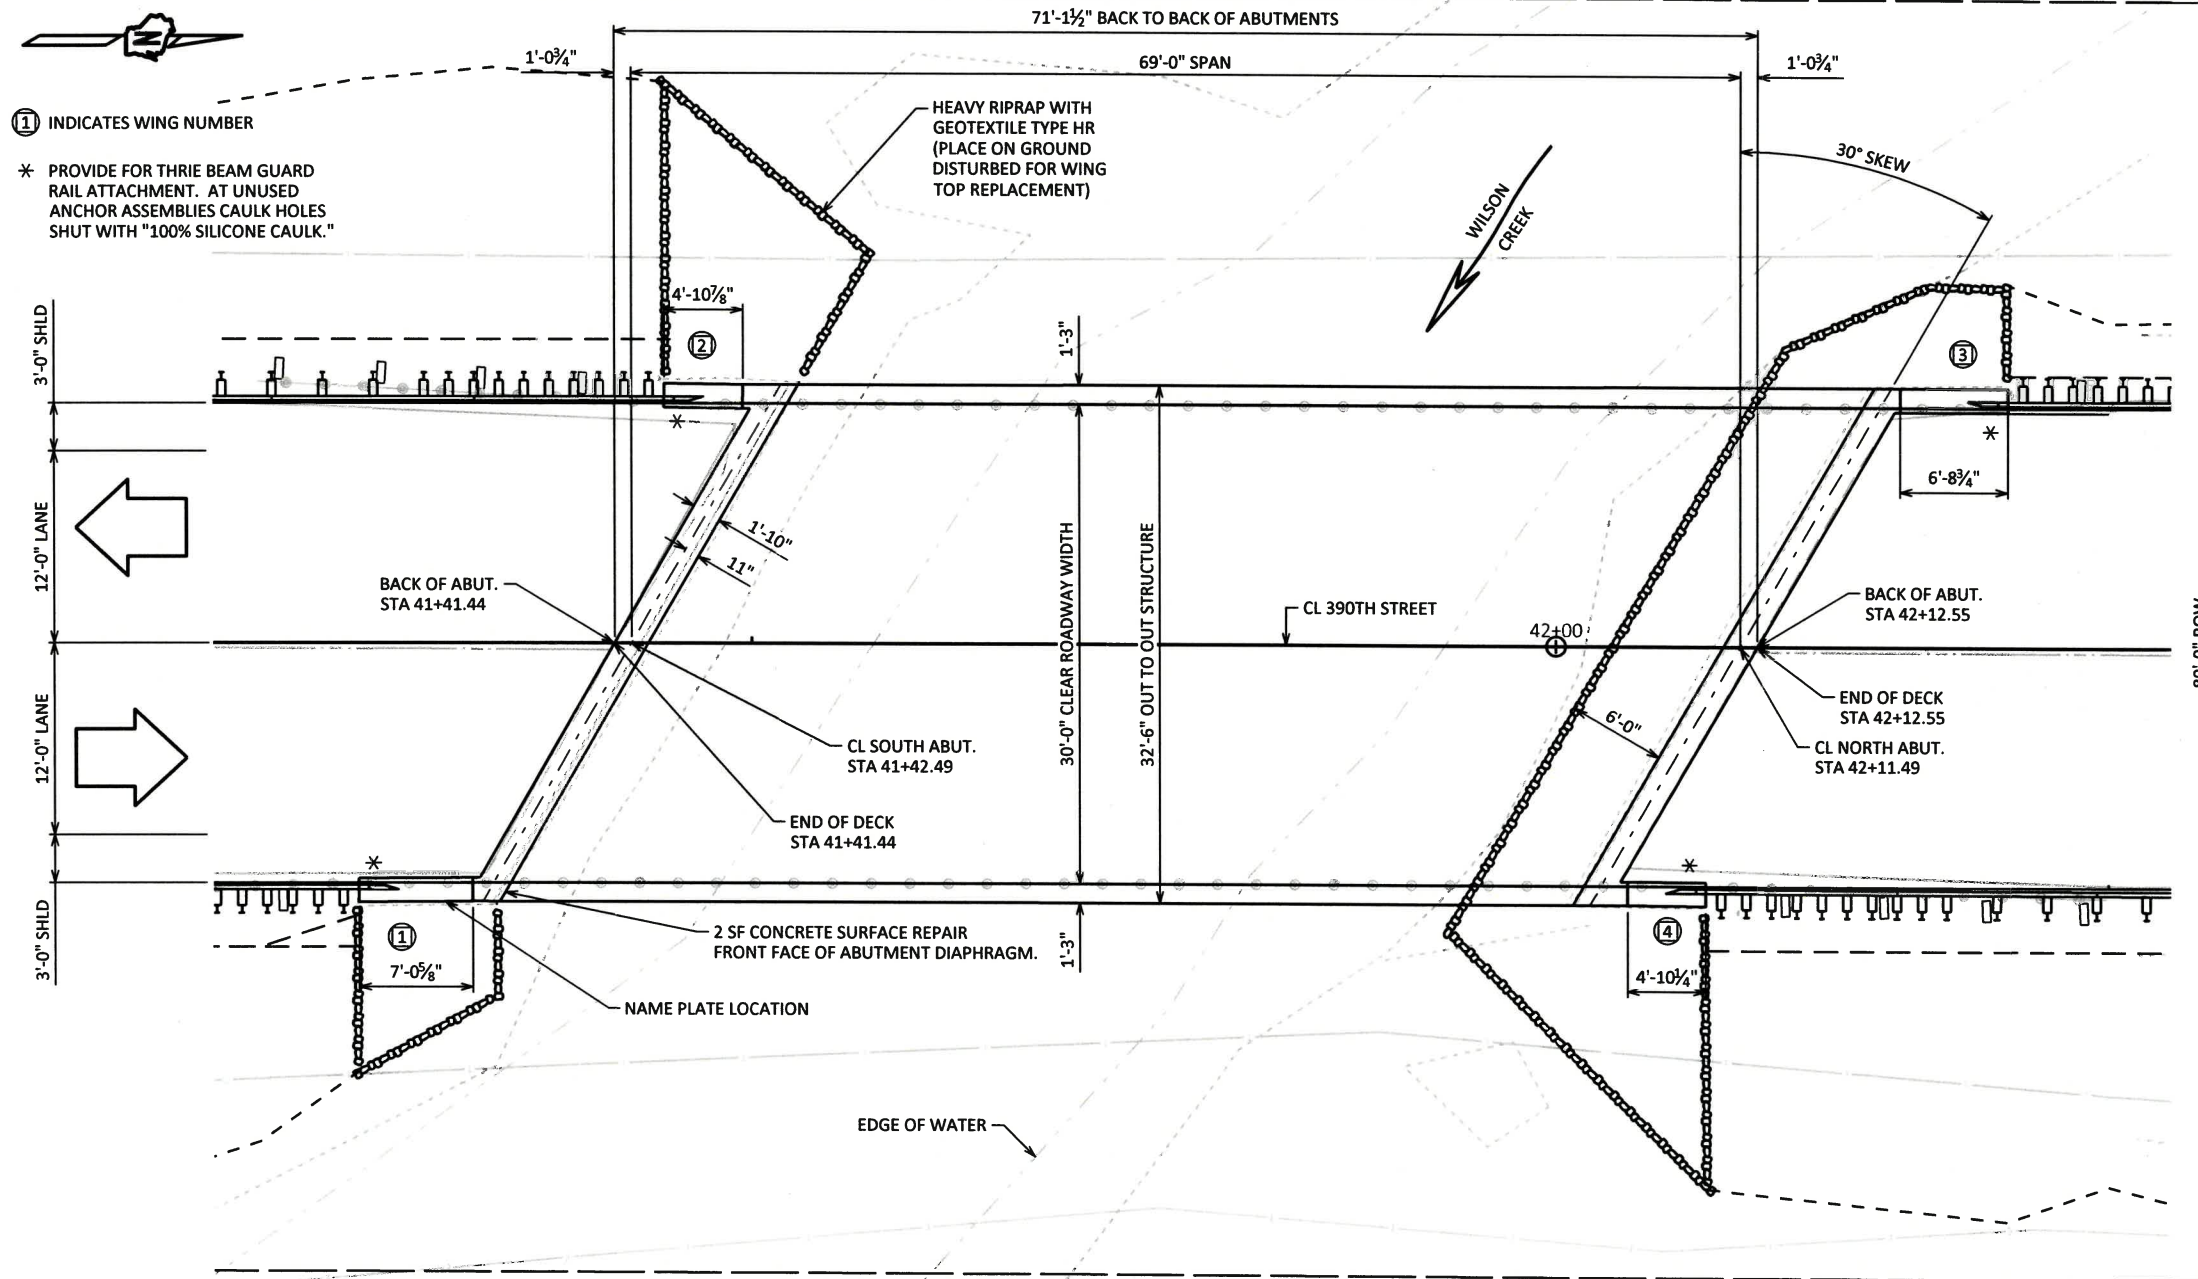 71'-1½" BACK TO BACK OF ABUTMENTS
1'-0¾"
69'-0" SPAN
1'-0¾"
N
1 INDICATES WING NUMBER
* PROVIDE FOR THRIE BEAM GUARD
RAIL ATTACHMENT. AT UNUSED
ANCHOR ASSEMBLIES CAULK HOLES
SHUT WITH "100% SILICONE CAULK."
HEAVY RIPRAP WITH
GEOTEXTILE TYPE HR
(PLACE ON GROUND
DISTURBED FOR WING
TOP REPLACEMENT)
WILSON
CREEK
30° SKEW
3'-0" SHLD
4'-10⅞"
2
1'-3"
3
*
*
6'-8¾"
12'-0" LANE
1'-10"
11"
30'-0" CLEAR ROADWAY WIDTH
32'-6" OUT TO OUT STRUCTURE
BACK OF ABUT.
STA 41+41.44
CL 390TH STREET
42+00
BACK OF ABUT.
STA 42+12.55
80'-0" ROW
12'-0" LANE
CL SOUTH ABUT.
STA 41+42.49
6'-0"
END OF DECK
STA 42+12.55
CL NORTH ABUT.
STA 42+11.49
END OF DECK
STA 41+41.44
*
*
3'-0" SHLD
1
7'-0⅝"
2 SF CONCRETE SURFACE REPAIR
FRONT FACE OF ABUTMENT DIAPHRAGM.
1'-3"
4
4'-10¼"
NAME PLATE LOCATION
EDGE OF WATER